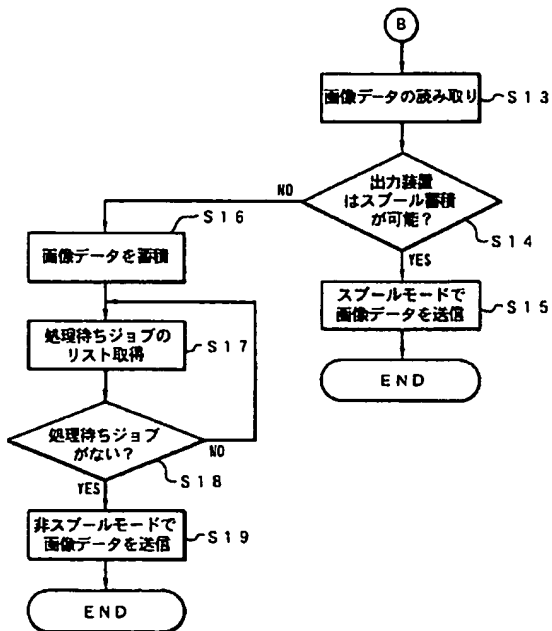 B
画像データの読み取り
S13
出力装置
はスプール蓄積
が可能？
S14
NO
YES
スプールモードで
画像データを送信
S15
END
S16
画像データを蓄積
処理待ちジョブの
リスト取得
S17
処理待ちジョブ
がない？
NO
S18
YES
非スプールモードで
画像データを送信
S19
END